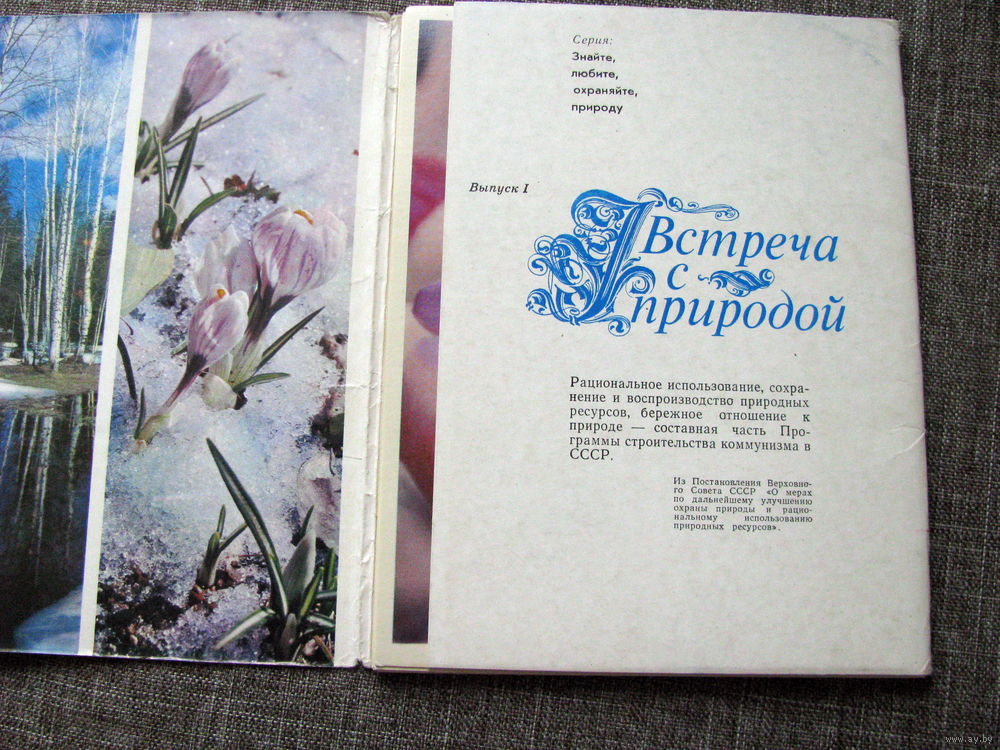 Серия:
Знайте,
любите,
охраняйте,
природу
Выпуск I
Встреча
с
природой
Рациональное использование, сохра-
нение и воспроизводство природных
ресурсов, бережное отношение к
природе — составная часть Про-
граммы строительства коммунизма в
СССР.
Из Постановления Верховно-
го Совета СССР «О мерах
по дальнейшему улучшению
охраны природы и рацио-
нальному использованию
природных ресурсов».
www.ay.by